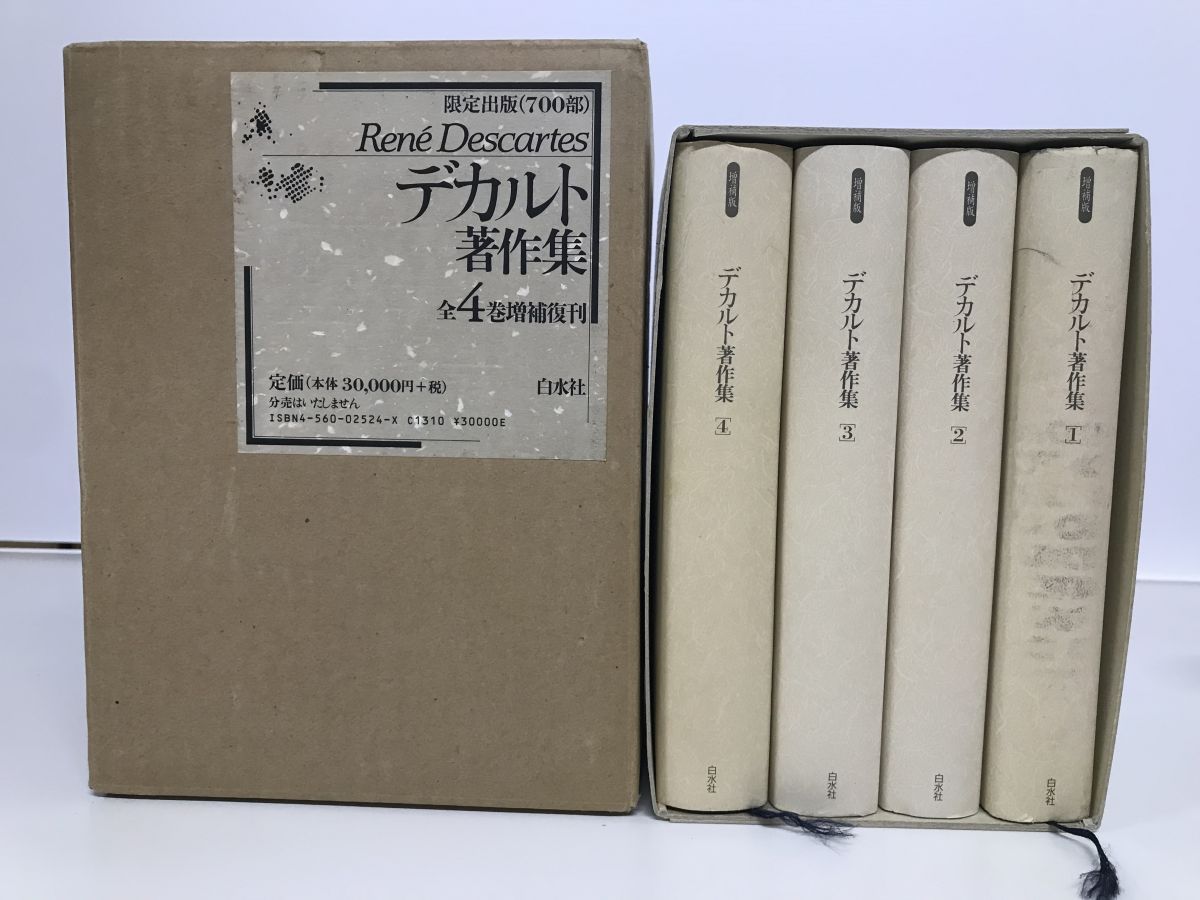 限定出版(700部)
René Descartes
デカルト
著作集
全4巻増補復刊
定価(本体 30,000円+税)
白水社
分売はいたしません
ISBN4-560-02524-X C1310 ¥30000E
増補版
デカルト著作集 [4]
白水社
増補版
デカルト著作集 [3]
白水社
増補版
デカルト著作集 [2]
白水社
増補版
デカルト著作集 [1]
白水社